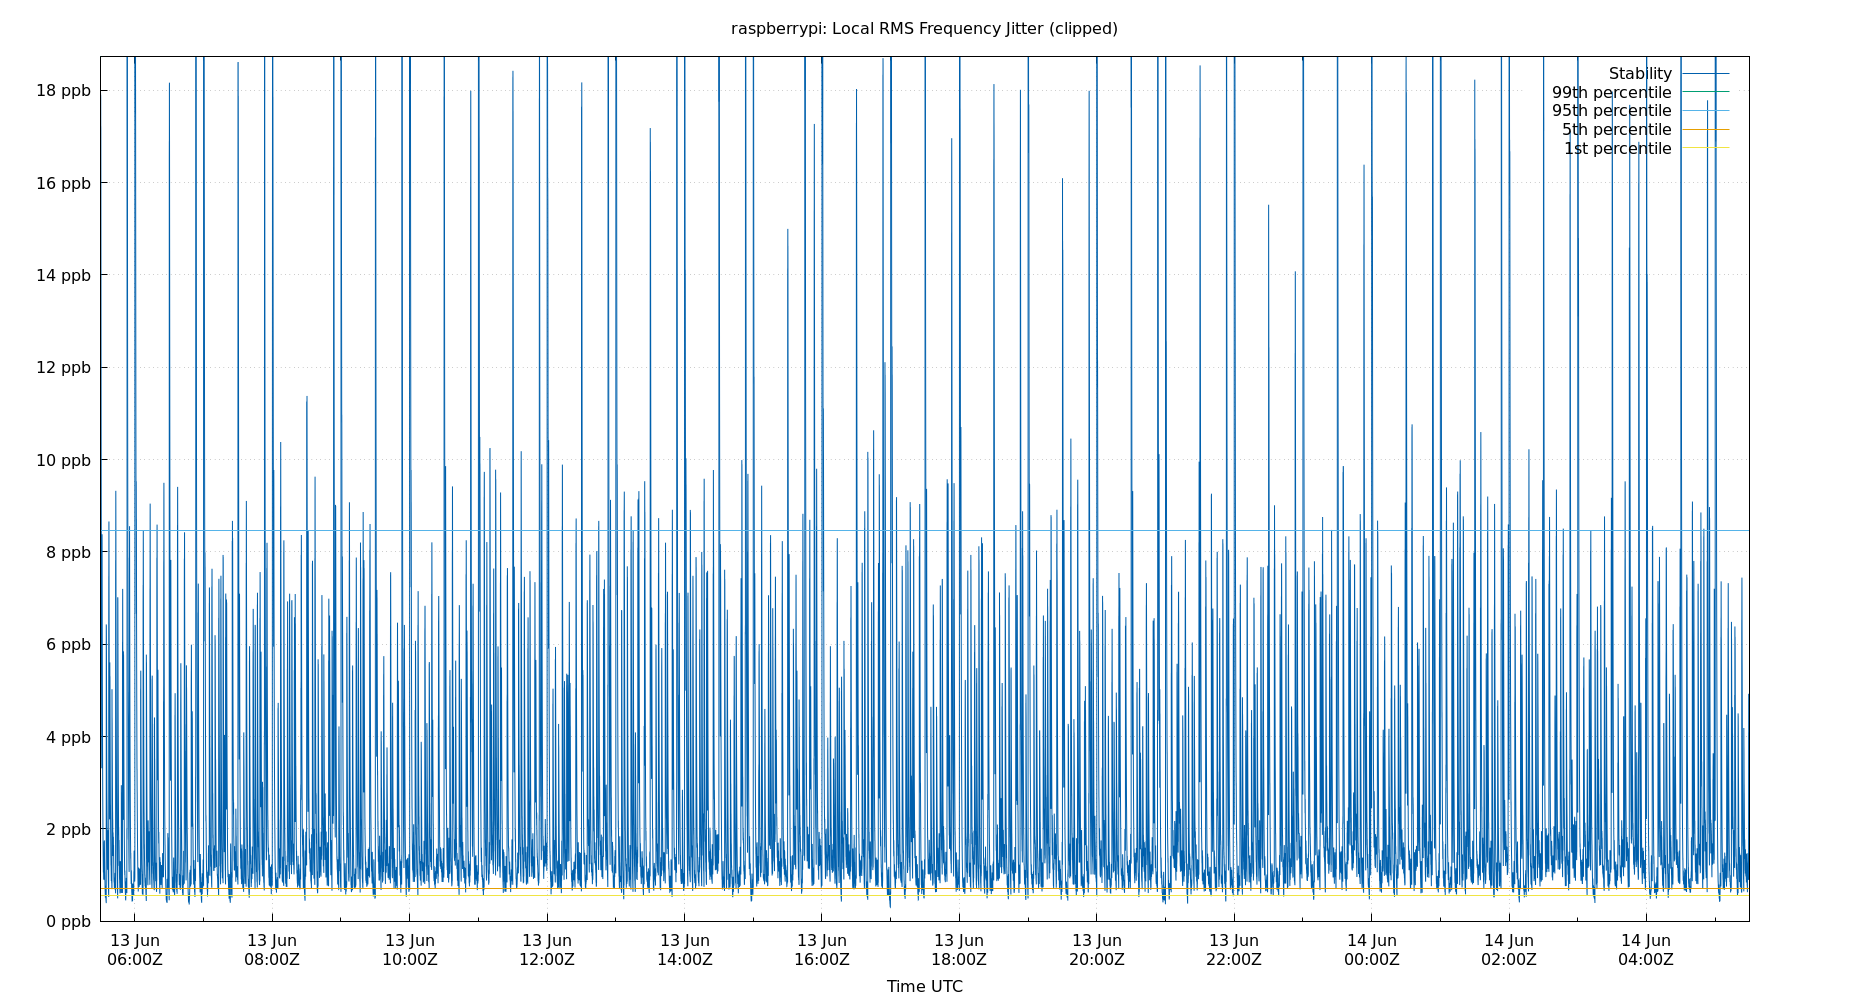 raspberrypi: Local RMS Frequency Jitter (clipped)
Stability
99th percentile
95th percentile
5th percentile
1st percentile
18 ppb
16 ppb
14 ppb
12 ppb
10 ppb
8 ppb
6 ppb
4 ppb
2 ppb
0 ppb
13 Jun 13 Jun 13 Jun 13 Jun 13 Jun 13 Jun 13 Jun 13 Jun 13 Jun 14 Jun 14 Jun 14 Jun
06:00Z 08:00Z 10:00Z 12:00Z 14:00Z 16:00Z 18:00Z 20:00Z 22:00Z 00:00Z 02:00Z 04:00Z
Time UTC